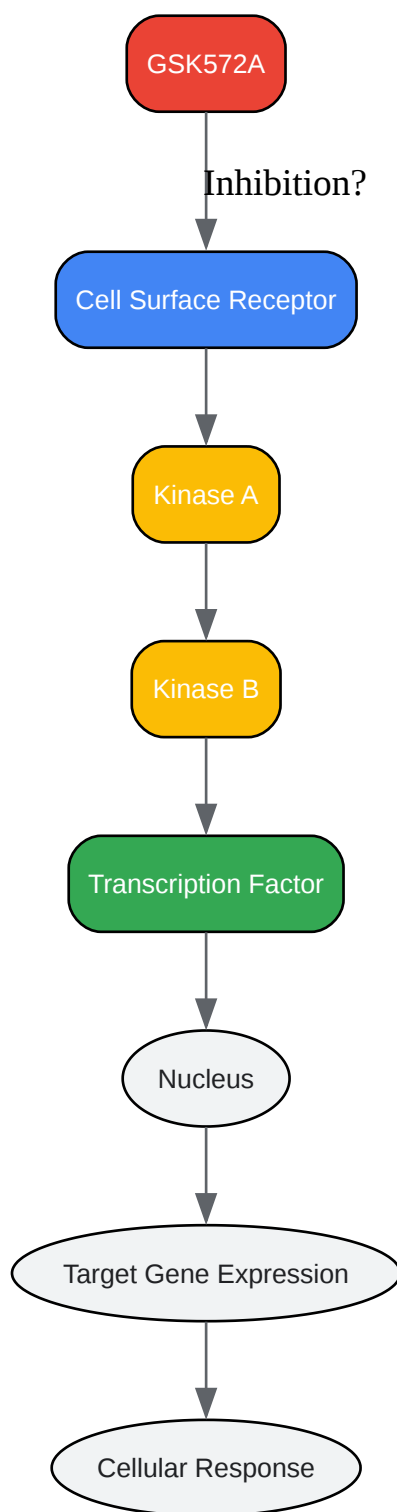 GSK572A
Inhibition?
Cell Surface Receptor
Kinase A
Kinase B
Transcription Factor
Nucleus
Target Gene Expression
Cellular Response